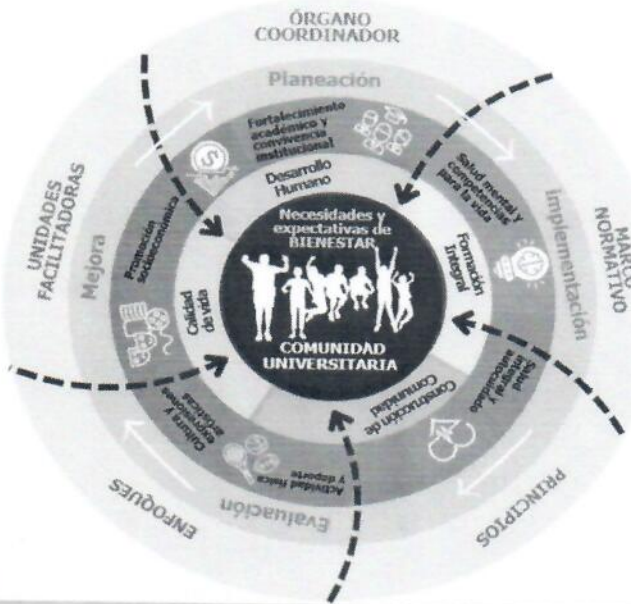 ÓRGANO
COORDINADOR
Planeación
Fortalecimiento
académico y
convivencia
institucional
Desarrollo
Humano
Salud mental y
competencias
para la vida
Implementación
MARCO
NORMATIVO
Formación
Integral
Salud
integral y
autocuidado
PRINCIPIOS
Construcción de
Comunidad
Actividad física
y deporte
Evaluación
ENFOQUES
Cultura y
expresiones
artísticas
Calidad
de vida
Promoción
socioeconómica
Mejora
UNIDADES
FACILITADORAS
Necesidades y
expectativas de
BIENESTAR
COMUNIDAD
UNIVERSITARIA